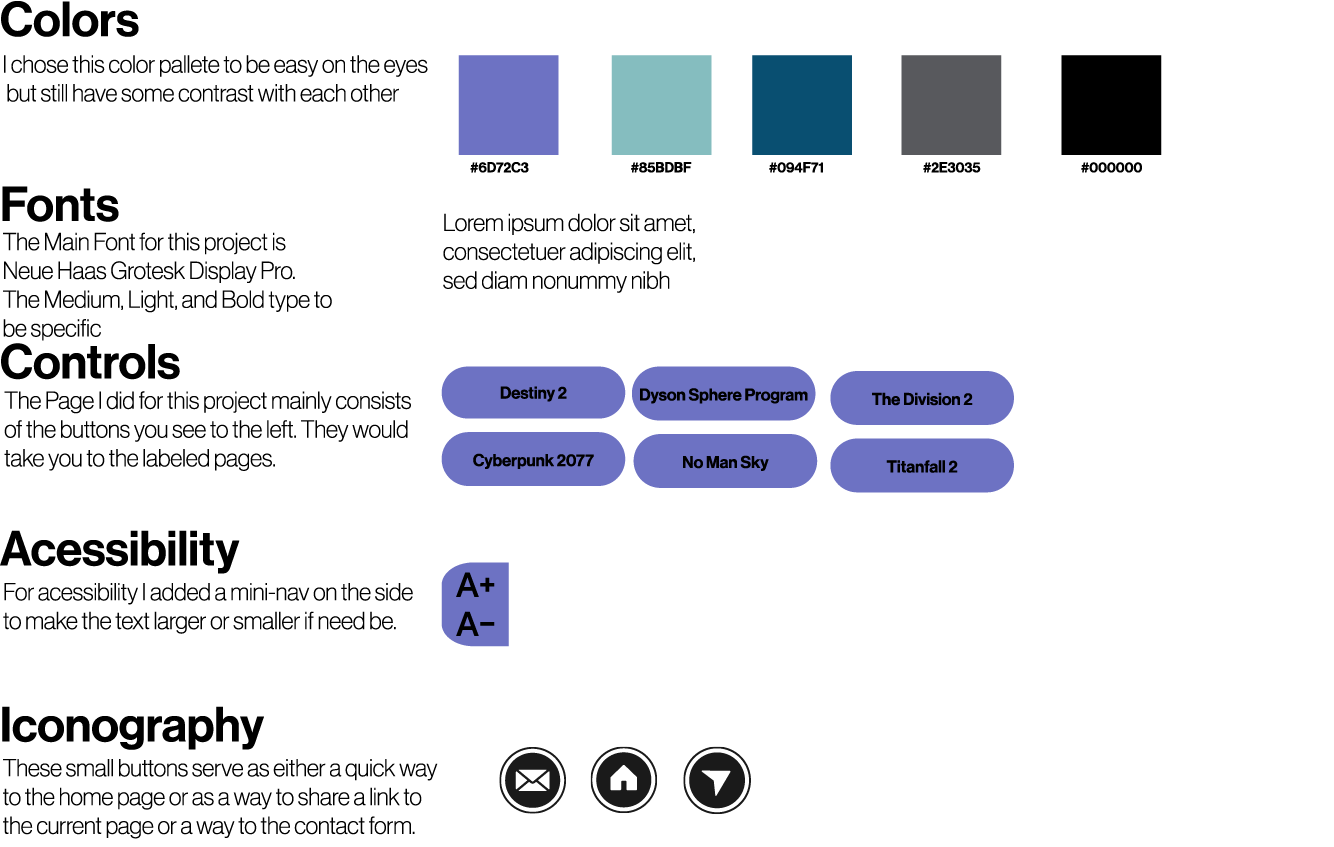 Colors
I chose this color pallete to be easy on the eyes
but still have some contrast with each other
#6D72C3
#85BDBF
#094F71
#2E3035
#000000
Fonts
The Main Font for this project is
Neue Haas Grotesk Display Pro.
The Medium, Light, and Bold type to
be specific
Lorem ipsum dolor sit amet,
consectetuer adipiscing elit,
sed diam nonummy nibh
Controls
The Page I did for this project mainly consists
of the buttons you see to the left. They would
take you to the labeled pages.
Destiny 2
Dyson Sphere Program
The Division 2
Cyberpunk 2077
No Man Sky
Titanfall 2
Acessibility
For acessibility I added a mini-nav on the side
to make the text larger or smaller if need be.
A+
A−
Iconography
These small buttons serve as either a quick way
to the home page or as a way to share a link to
the current page or a way to the contact form.